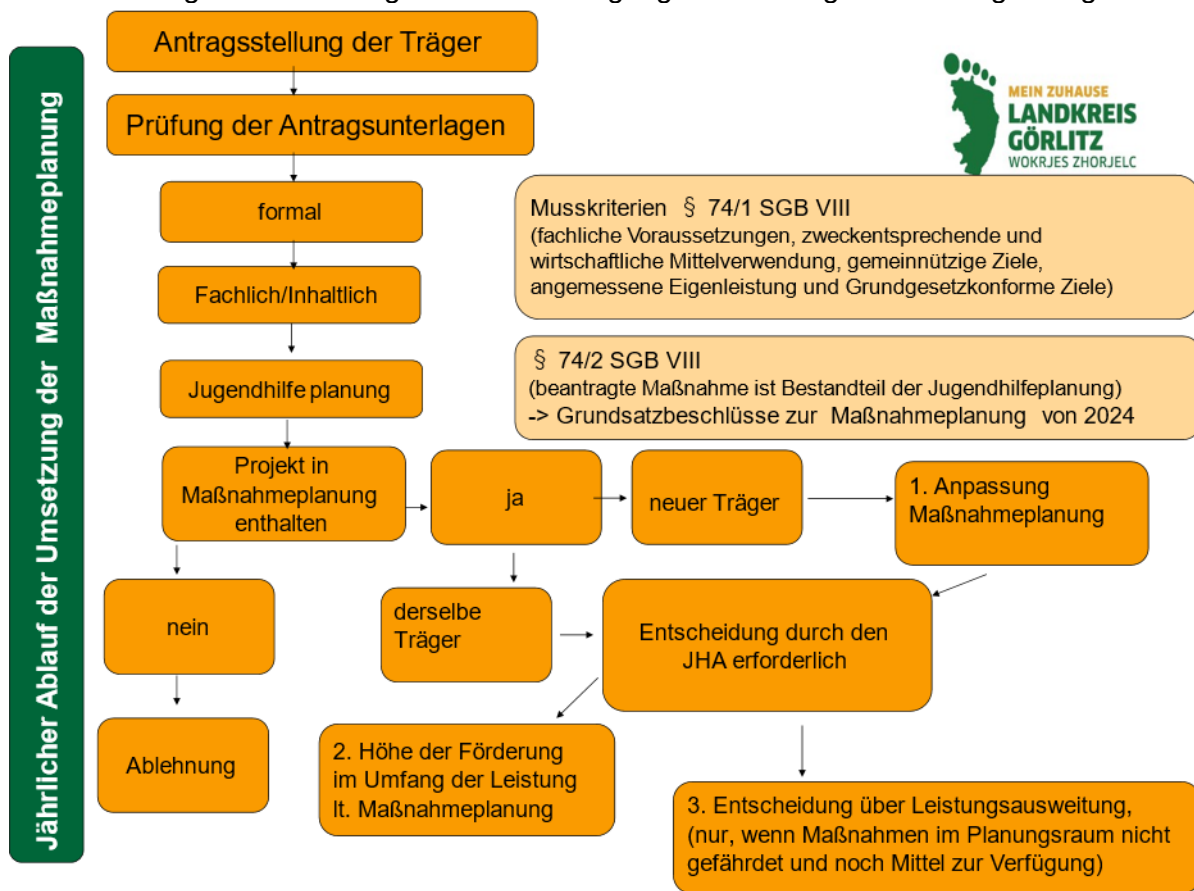 Jährlicher Ablauf der Umsetzung der Maßnahmeplanung
Antragsstellung der Träger
Prüfung der Antragsunterlagen
MEIN ZUHAUSE
LANDKREIS
GÖRLITZ
WOKRJES ZHORJELC
formal
Musskriterien § 74/1 SGB VIII
(fachliche Voraussetzungen, zweckentsprechende und
wirtschaftliche Mittelverwendung, gemeinnützige Ziele,
angemessene Eigenleistung und Grundgesetzkonforme Ziele)
Fachlich/Inhaltlich
§ 74/2 SGB VIII
(beantragte Maßnahme ist Bestandteil der Jugendhilfeplanung)
-> Grundsatzbeschlüsse zur Maßnahmeplanung von 2024
Jugendhilfe planung
Projekt in
Maßnahmeplanung
enthalten
ja
neuer Träger
1. Anpassung
Maßnahmeplanung
nein
derselbe
Träger
Entscheidung durch den
JHA erforderlich
Ablehnung
2. Höhe der Förderung
im Umfang der Leistung
lt. Maßnahmeplanung
3. Entscheidung über Leistungsausweitung,
(nur, wenn Maßnahmen im Planungsraum nicht
gefährdet und noch Mittel zur Verfügung)